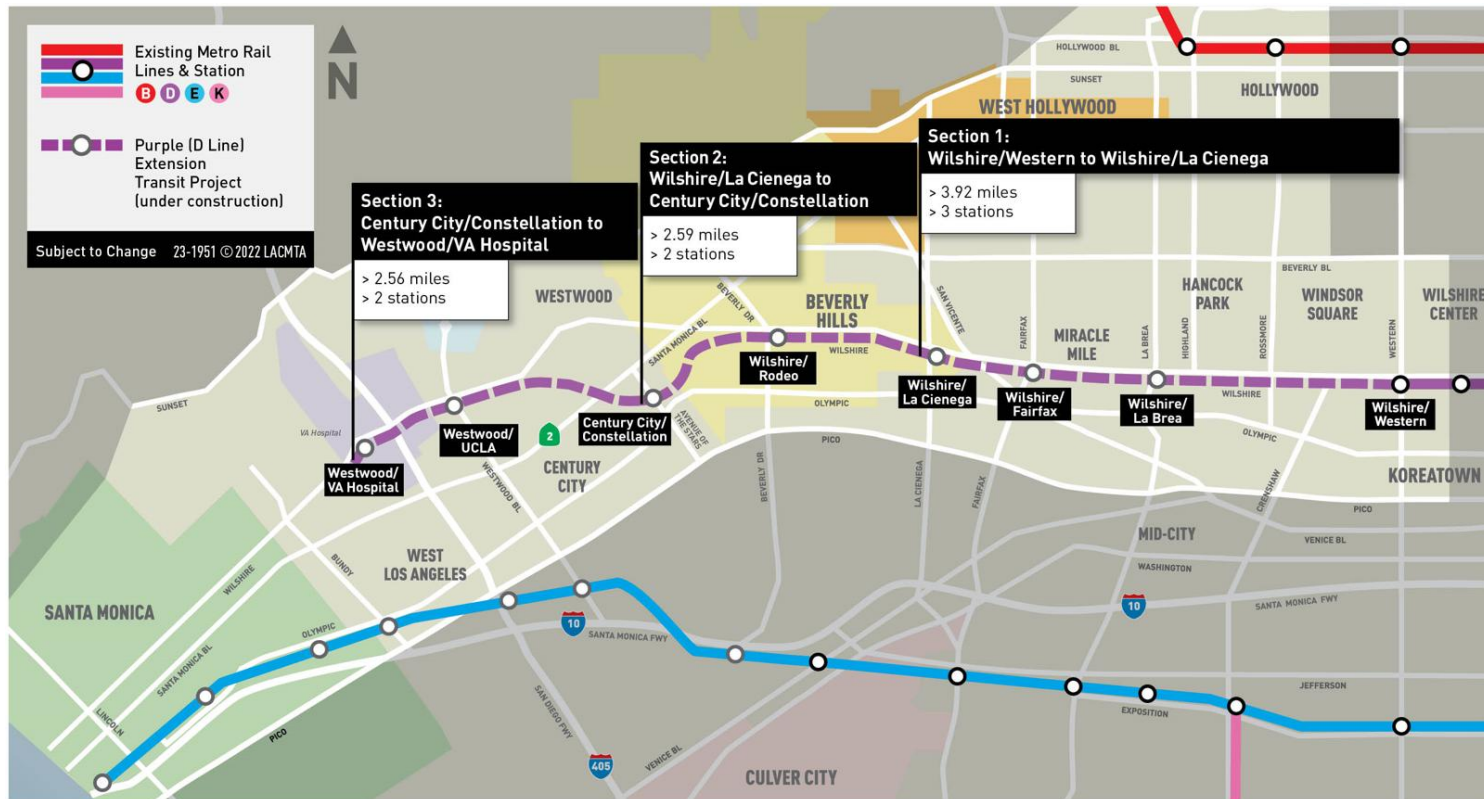 Existing Metro Rail
Lines & Station
B D E K
Purple (D Line)
Extension
Transit Project
(under construction)
Subject to Change 23-1951 © 2022 LACMTA
N
Section 3:
Century City/Constellation to
Westwood/VA Hospital
> 2.56 miles
> 2 stations
Section 2:
Wilshire/La Cienega to
Century City/Constellation
> 2.59 miles
> 2 stations
Section 1:
Wilshire/Western to Wilshire/La Cienega
> 3.92 miles
> 3 stations
HOLLYWOOD BL
SUNSET
HOLLYWOOD
WEST HOLLYWOOD
BEVERLY BL
WESTWOOD
BEVERLY DR
SANTA MONICA BL
BEVERLY
HILLS
WILSHIRE
SAN VICENTE
FAIRFAX
MIRACLE
MILE
LA BREA
HIGHLAND
HANCOCK
PARK
ROSSMORE
WINDSOR
SQUARE
WESTERN
WILSHIRE
CENTER
SUNSET
VA Hospital
Westwood/
VA Hospital
Westwood/
UCLA
2
CENTURY
CITY
Century City/
Constellation
AVENUE OF
THE STARS
Wilshire/
Rodeo
OLYMPIC
PICO
Wilshire/
La Cienega
Wilshire/
Fairfax
Wilshire/
La Brea
WILSHIRE
OLYMPIC
Wilshire/
Western
KOREATOWN
PICO
WESTWOOD BL
BEVERLY DR
LA CIENEGA
FAIRFAX
CRENSHAW
MID-CITY
VENICE BL
WASHINGTON
WEST
LOS ANGELES
BUNDY
WILSHIRE
SANTA MONICA
OLYMPIC
SANTA MONICA BL
LINCOLN
PICO
10
SANTA MONICA FWY
10
SANTA MONICA FWY
SAN DIEGO FWY
405
VENICE BL
CULVER CITY
EXPOSITION
JEFFERSON